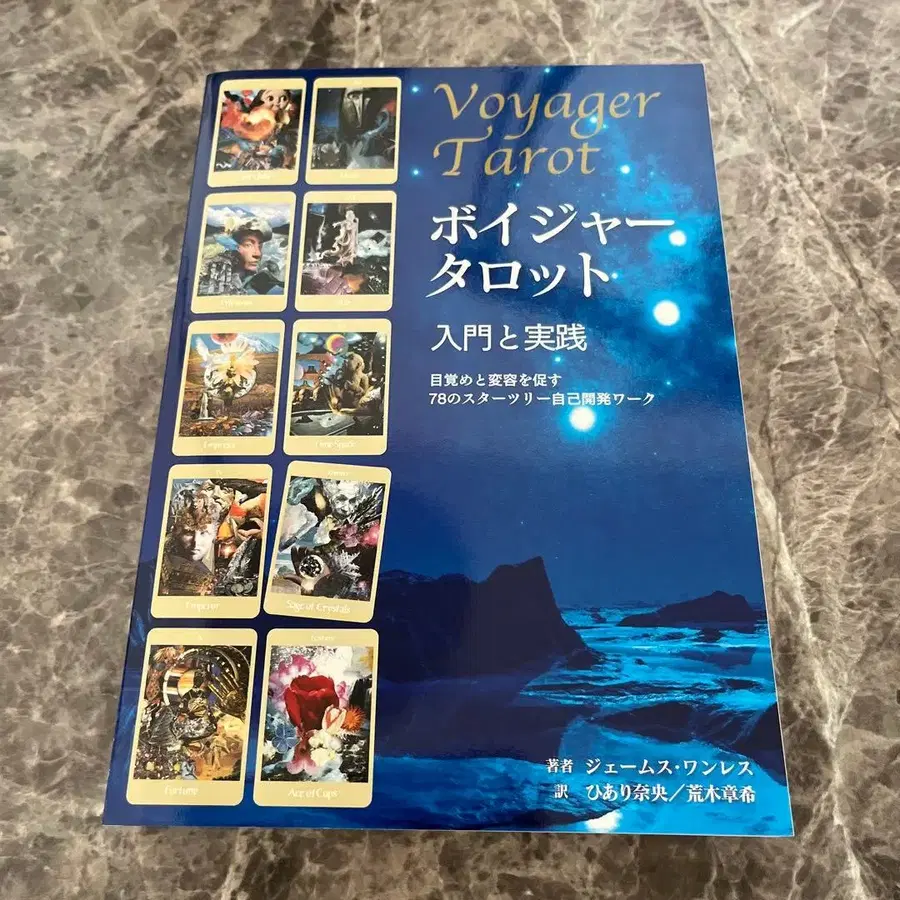 Voyager
Tarot
ボイジャー
タロット
入門と実践
目覚めと変容を促す
78のスターツリー自己開発ワーク
Emperor
Sage of Crystals
Fortune
Ace of Cups
著者 ジェームス・ワンレス
訳 ひあり奈央/荒木章希